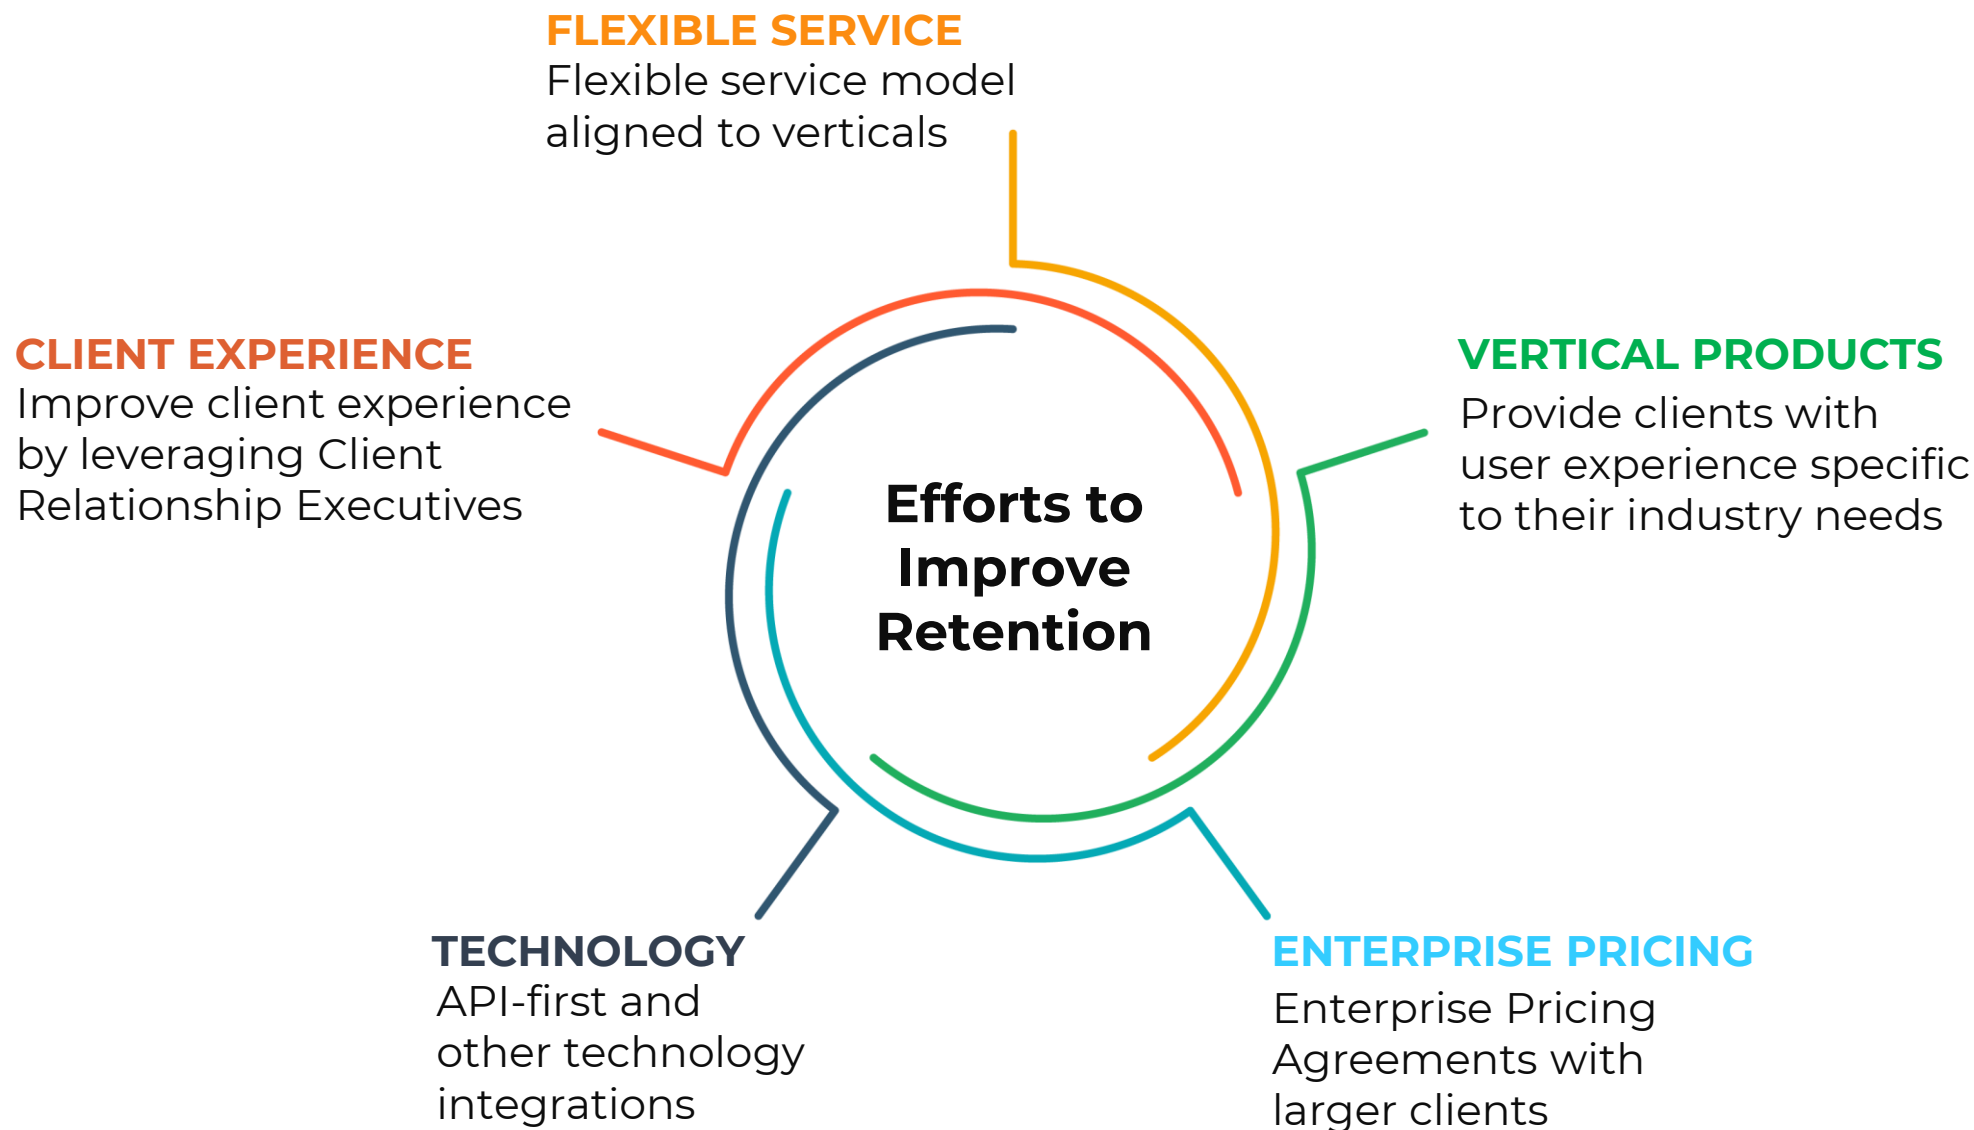 FLEXIBLE SERVICE
Flexible service model
aligned to verticals
CLIENT EXPERIENCE
Improve client experience
by leveraging Client
Relationship Executives
VERTICAL PRODUCTS
Provide clients with
user experience specific
to their industry needs
Efforts to
Improve
Retention
TECHNOLOGY
API-first and
other technology
integrations
ENTERPRISE PRICING
Enterprise Pricing
Agreements with
larger clients